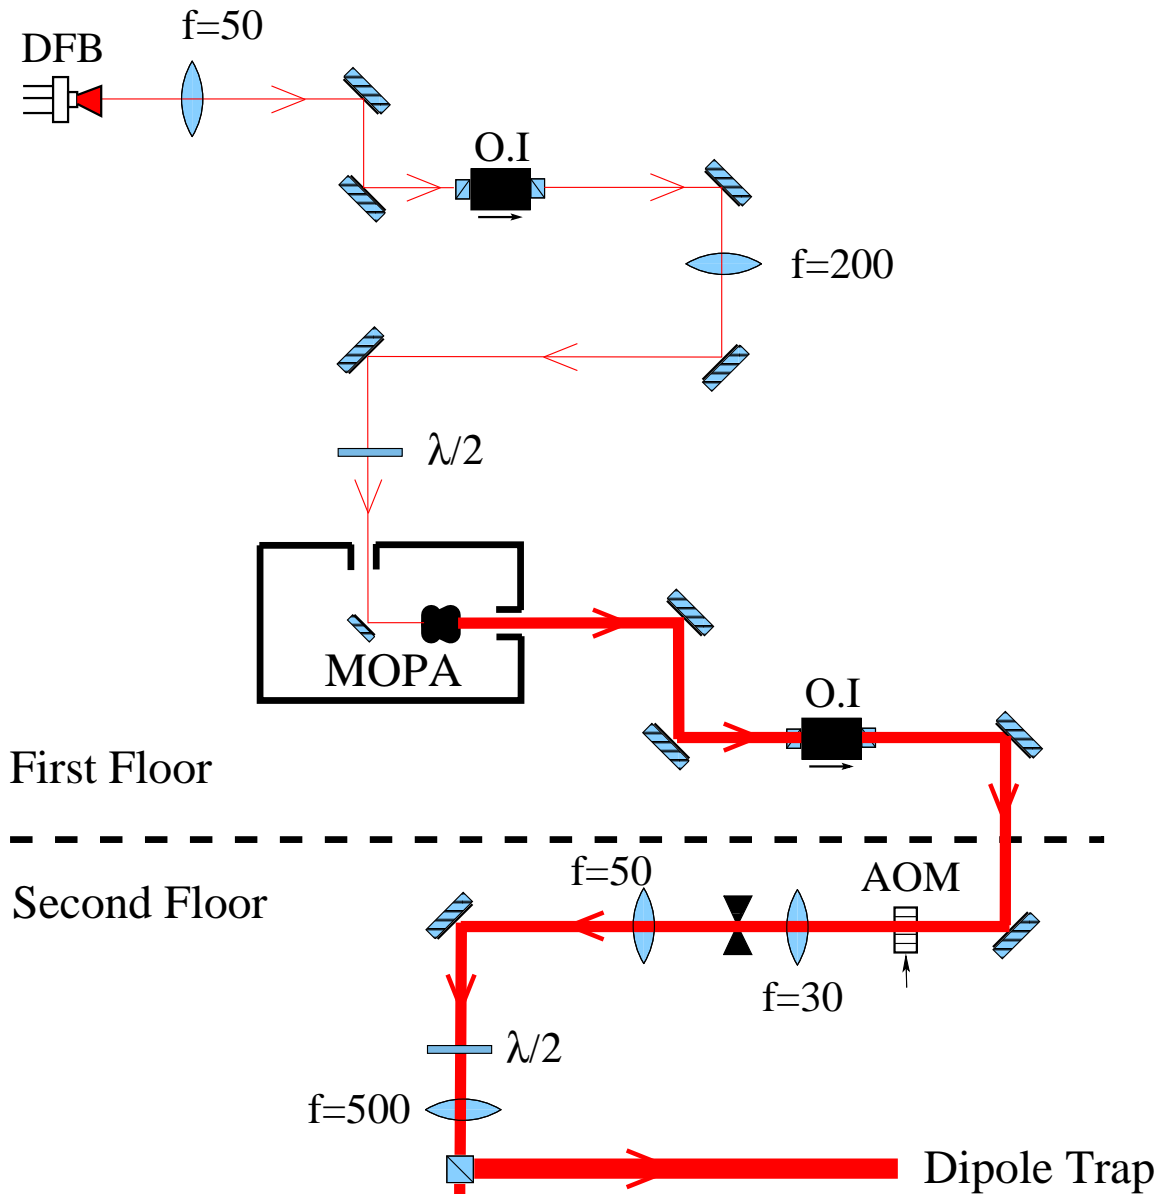 f=50
DFB
O.I
f=200
λ/2
MOPA
O.I
First Floor
f=50
AOM
Second Floor
f=30
λ/2
f=500
Dipole Trap